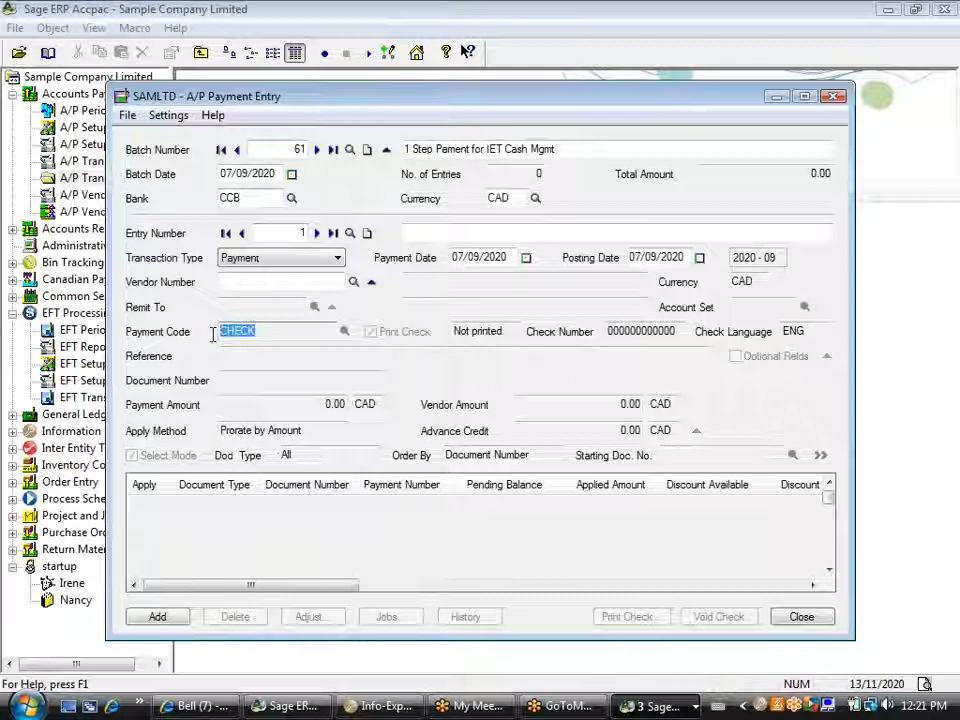 Sage ERP Accpac - Sample Company Limited
File Object View Macro Help
Sample Company Limited
Accounts Pa
A/P Perio
A/P Setup
A/P Setu
A/P Tran
A/P Tran
A/P Vend
A/P Venc
Accounts Re
Administrati
Bin Tracking
Canadian Pa
Common Se
EFT Processin
EFT Perio
EFT Repo
EFT Setup
EFT Setup
EFT Trans
General Ledg
Information
Inter Entity T
Inventory Co
Order Entry
Process Sche
Project and J
Purchase Orc
Return Mater
startup
Irene
Nancy
SAMLTD - A/P Payment Entry
File Settings Help
Batch Number 61 1 Step Pament for IET Cash Mgmt
Batch Date 07/09/2020 No. of Entries 0 Total Amount 0.00
Bank CCB Currency CAD
Entry Number 1
Transaction Type Payment Payment Date 07/09/2020 Posting Date 07/09/2020 2020 - 09
Vendor Number Currency CAD
Remit To Account Set
Payment Code CHECK Print Check Not printed Check Number 000000000000 Check Language ENG
Reference Optional Fields
Document Number
Payment Amount 0.00 CAD Vendor Amount 0.00 CAD
Apply Method Prorate by Amount Advance Credit 0.00 CAD
Select Mode Doc Type All Order By Document Number Starting Doc. No.
Apply Document Type Document Number Payment Number Pending Balance Applied Amount Discount Available Discount
Add Delete Adjust... Jobs History Print Check... Void Check Close
For Help, press F1 NUM 13/11/2020
Bell (7) -... Sage ER... Info-Exp... My Mee... GoToM... 3 Sage... 12:21 PM